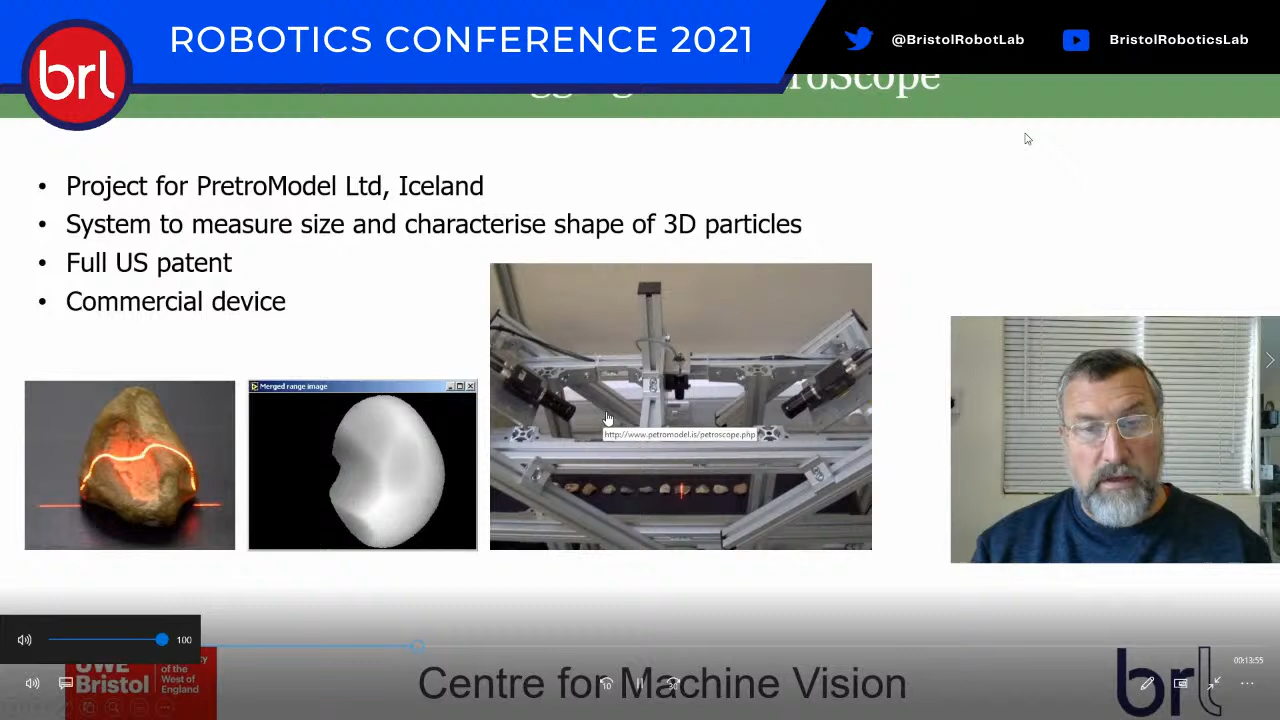 brl
ROBOTICS CONFERENCE 2021
@BristolRobotLab
BristolRoboticsLab
• Project for PretroModel Ltd, Iceland
• System to measure size and characterise shape of 3D particles
• Full US patent
• Commercial device
Merged range image
http://www.petromodel.is/petroscope.php
100
00:13:55
UWE
Bristol
of the
West of
England
Centre for Machine Vision
brl
10
30